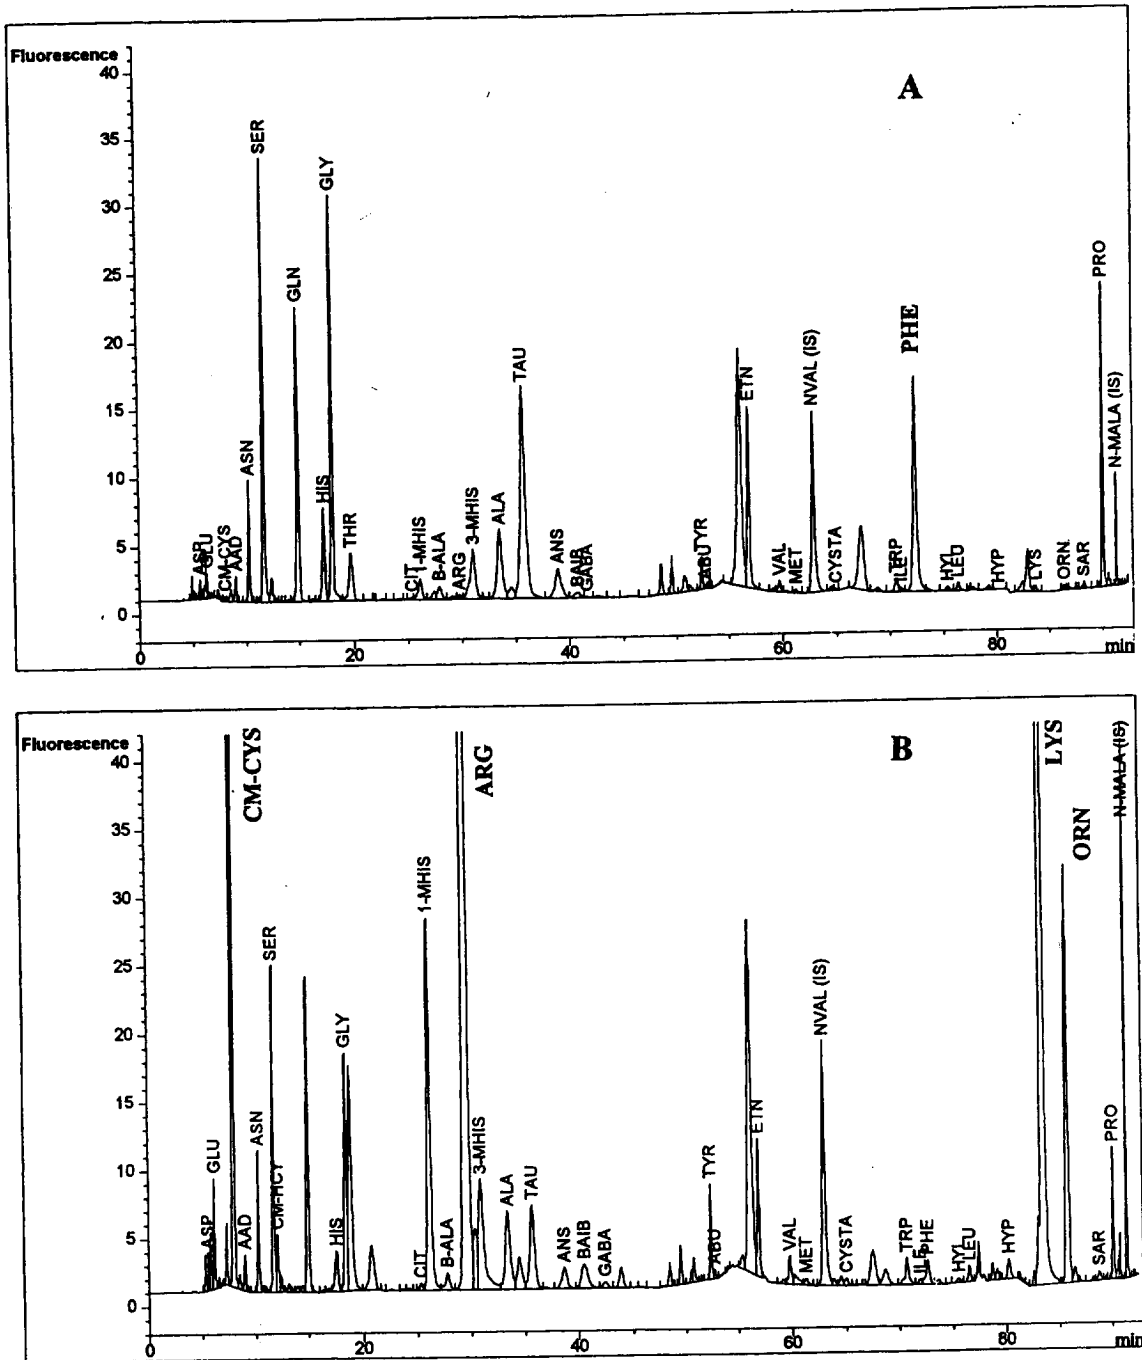 Fluorescence
A
40
35
30
25
20
15
10
5
0
ASP
GLU
CM-CYS
AAD
ASN
SER
GLN
HIS
GLY
THR
CIT
1-MHIS
B-ALA
ARG
3-MHIS
ALA
TAU
ANS
BAIB
GABA
TYR
ABU
ETN
VAL
MET
NVAL (IS)
CYSTA
TRP
ILE
PHE
HYL
LEU
HYP
LYS
ORN
SAR
PRO
N-MALA (IS)
0 20 40 60 80 min
Fluorescence
B
40
35
30
25
20
15
10
5
0
ASP
GLU
CM-CYS
AAD
ASN
SER
CM-HCY
HIS
GLY
CIT
1-MHIS
B-ALA
ARG
3-MHIS
ALA
TAU
ANS
BAIB
GABA
TYR
ABU
ETN
VAL
MET
NVAL (IS)
CYSTA
TRP
ILE
PHE
HYL
LEU
HYP
LYS
ORN
SAR
PRO
N-MALA (IS)
0 20 40 60 80 min